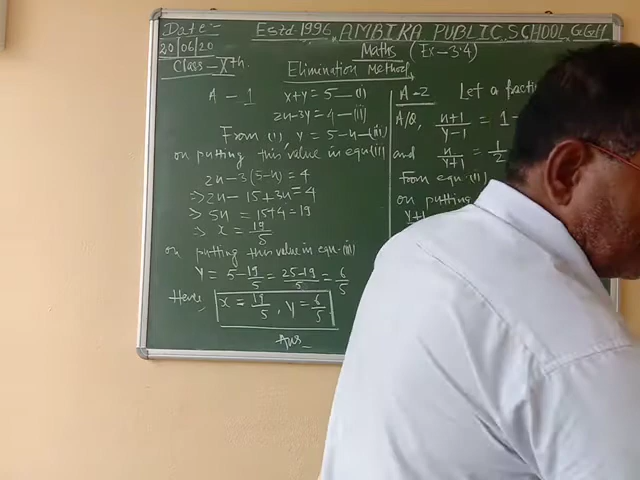 Date:-
Estd 1996, AMBIKA PUBLIC SCHOOL, G.Gaff
20/06/20
Maths (Ex-3.4)
Class-Xth.
Elimination Method
A-1 x+y=5-(i)
2x-3y=4-(ii)
From (i), y=5-x-(iii)
on putting this value in eqn(ii)
2x-3(5-x)=4
⇒ 2x-15+3x=4
⇒ 5x=15+4=19
⇒ x=19/5
on putting this value in eqn-(iii)
y=5-19/5=25-19/5=6/5
Here,
x=19/5, y=6/5
Ans
A-2 Let a fracti
A/Q, x+1/y-1=1-
and x/y+1=1/2
From eqn.(i)
on putting
y+1